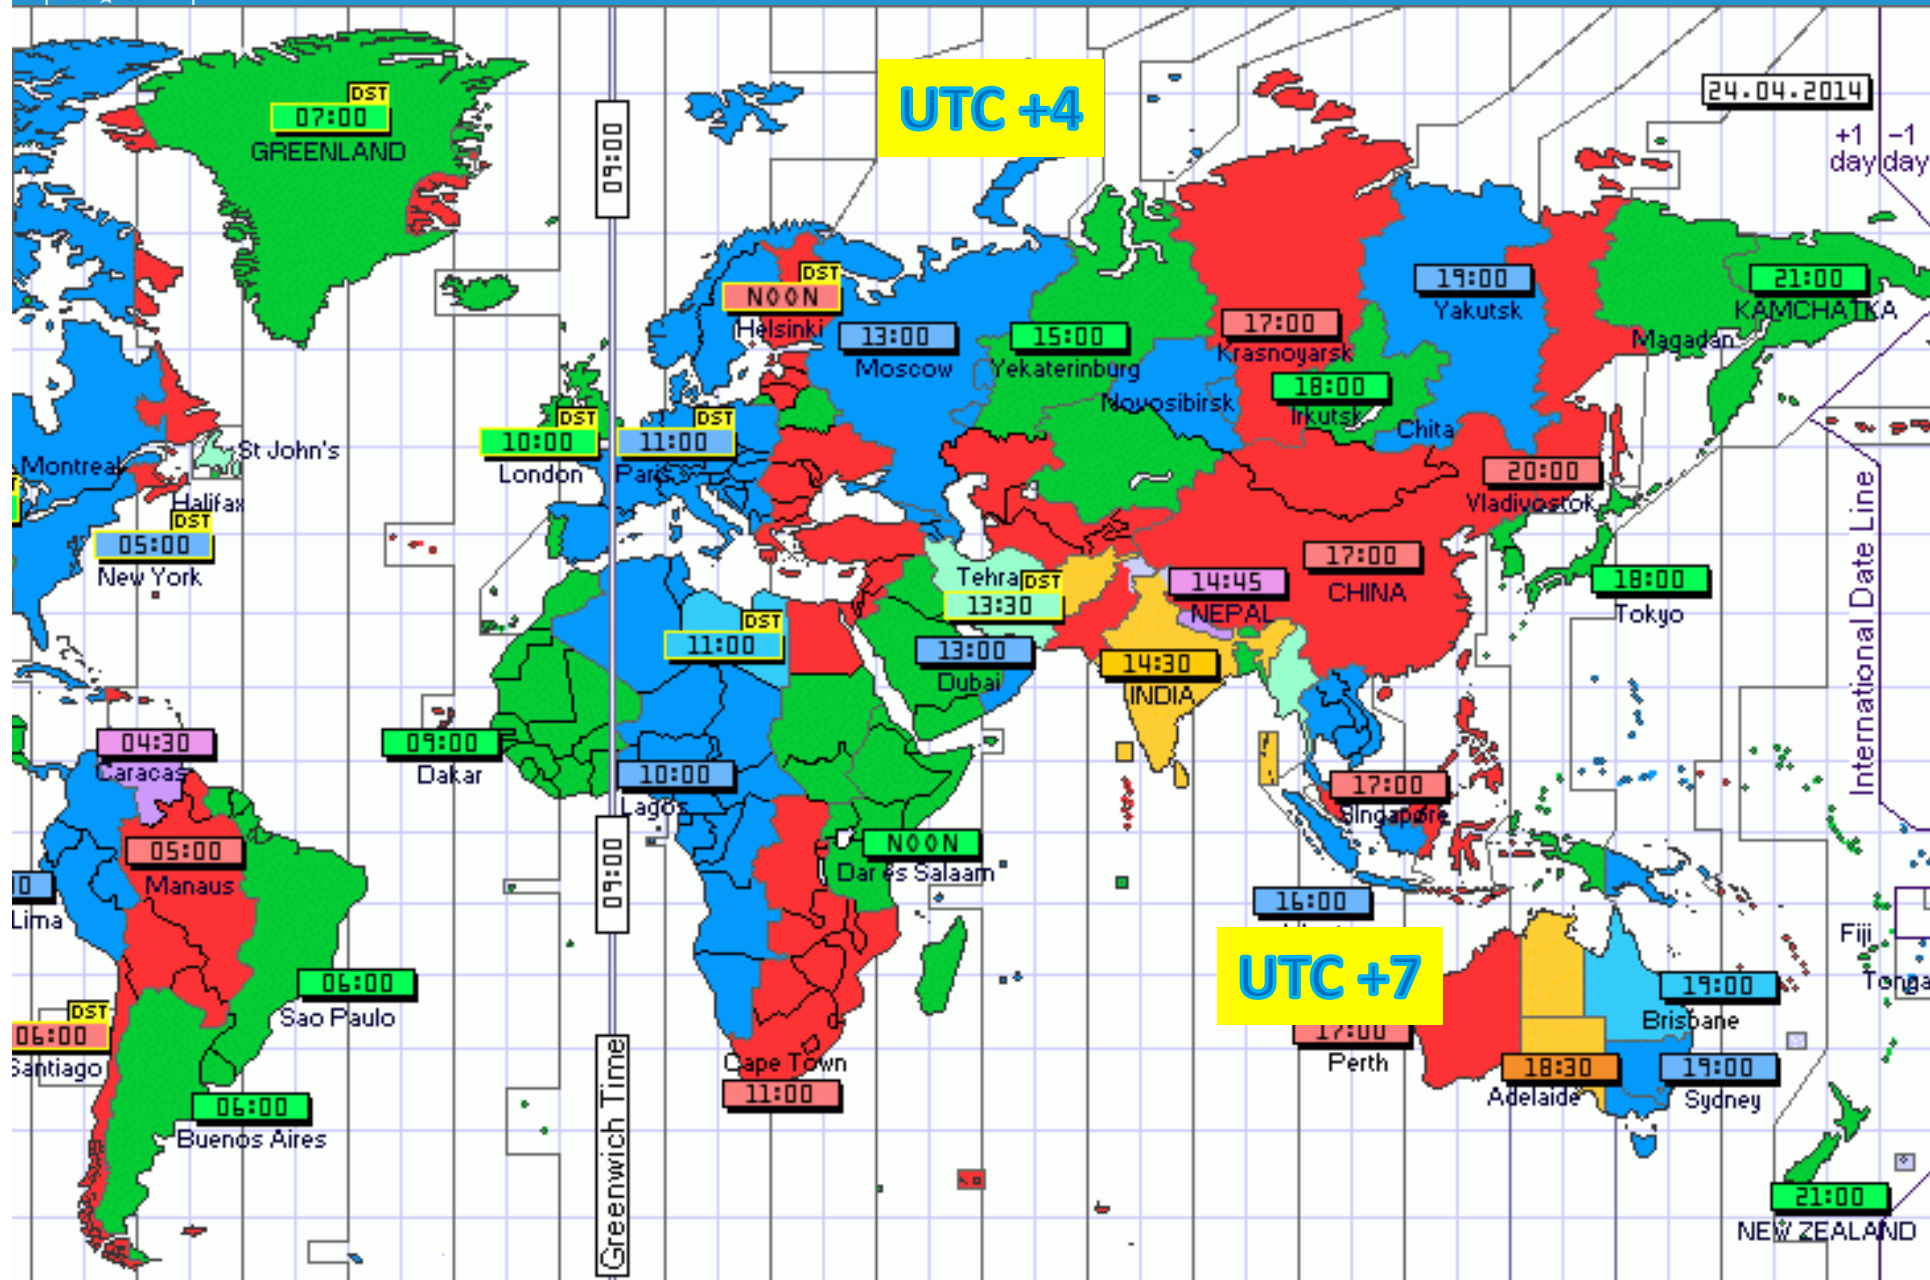 UTC +4
24.04.2014
DST
07:00
GREENLAND
09:00
+1 -1
day day
DST
NOON
Helsinki
13:00
Moscow
15:00
Yekaterinburg
Novosibirsk
17:00
Krasnoyarsk
18:00
Irkutsk
Chita
19:00
Yakutsk
21:00
KAMCHATKA
Magadan
20:00
Vladivostok
DST
10:00
London
DST
11:00
Paris
St John's
Montreal
Halifax
DST
05:00
New York
Tehra
DST
13:30
14:45
NEPAL
17:00
CHINA
18:00
Tokyo
International Date Line
DST
11:00
13:00
Dubai
14:30
INDIA
04:30
Caracas
09:00
Dakar
10:00
Lagos
17:00
Singapore
05:00
Manaus
09:00
NOON
Dar es Salaam
Lima
16:00
Fiji
UTC +7
06:00
Sao Paulo
19:00
Brisbane
Tonga
DST
06:00
Santiago
17:00
Perth
18:30
Adelaide
19:00
Sydney
Cape Town
11:00
06:00
Buenos Aires
Greenwich Time
21:00
NEW ZEALAND